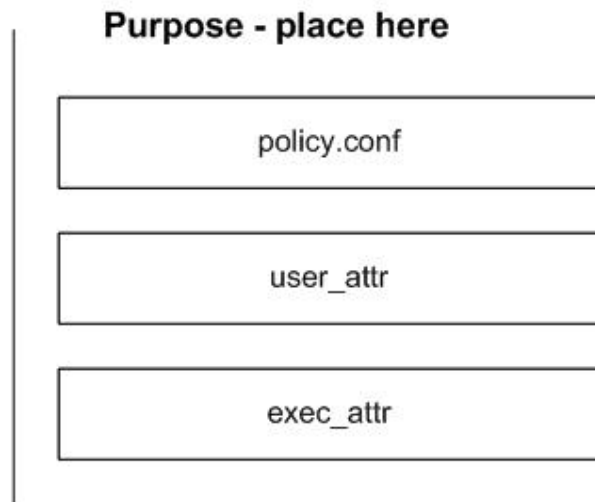 Purpose - place here
policy.conf
user_attr
exec_attr